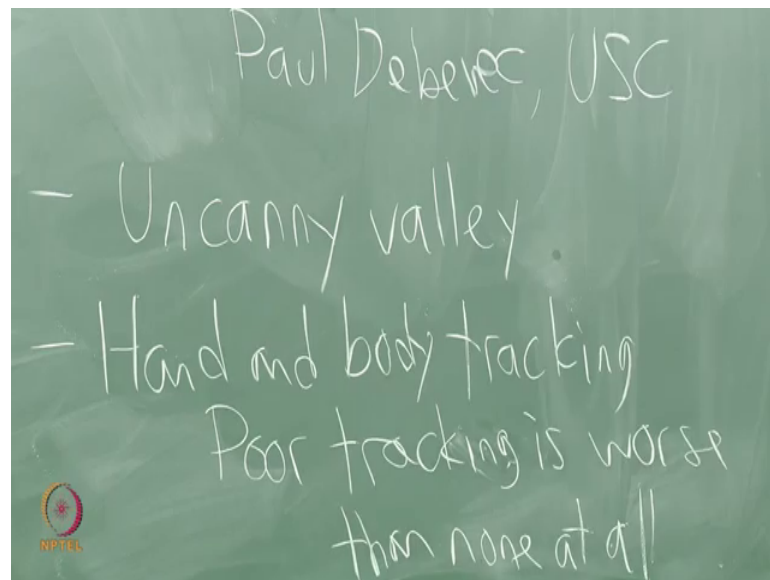 Paul Debevec, USC
- Uncanny valley
- Hand and body tracking
Poor tracking is worse
than none at all
NPTEL